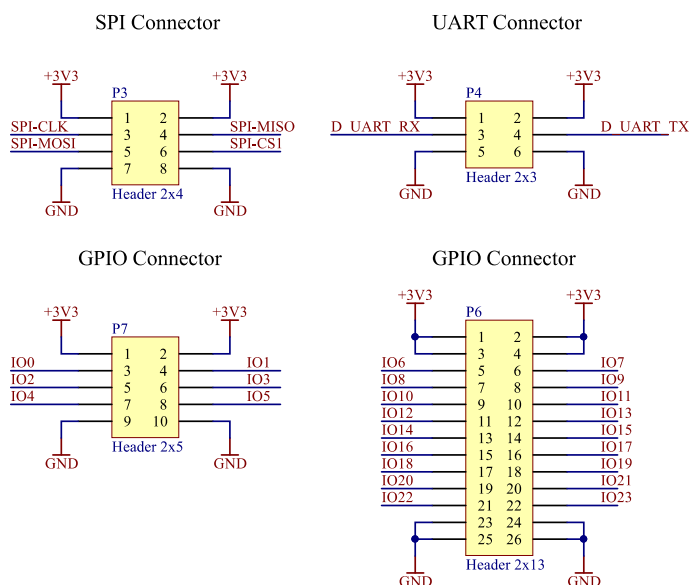 SPI Connector
UART Connector
+3V3
+3V3
+3V3
+3V3
P3
P4
1 2
1 2
SPI-CLK 3 4 SPI-MISO
D_UART_RX 3 4 D_UART_TX
SPI-MOSI 5 6 SPI-CS1
5 6
7 8
Header 2x4
Header 2x3
GND
GND
GND
GND
GPIO Connector
GPIO Connector
+3V3
+3V3
+3V3
+3V3
P7
P6
1 2
IO0 3 4 IO1
IO2 5 6 IO3
IO4 7 8 IO5
9 10
Header 2x5
GND
GND
1 2
3 4
IO6 5 6 IO7
IO8 7 8 IO9
IO10 9 10 IO11
IO12 11 12 IO13
IO14 13 14 IO15
IO16 15 16 IO17
IO18 17 18 IO19
IO20 19 20 IO21
IO22 21 22 IO23
23 24
25 26
Header 2x13
GND
GND